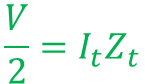 V/2 = I_t Z_t